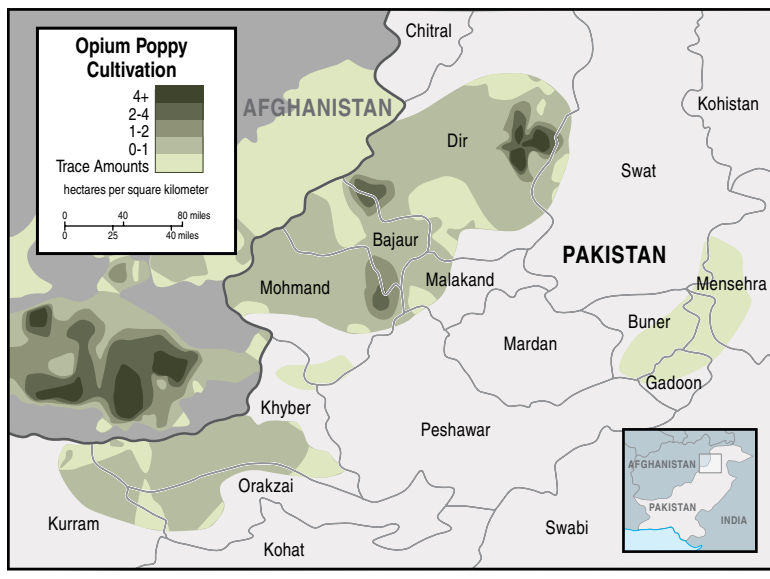 Opium Poppy
Cultivation
4+
2-4
1-2
0-1
Trace Amounts
hectares per square kilometer
0 40 80 miles
0 25 40 miles
AFGHANISTAN
Chitral
Kohistan
Dir
Swat
Bajaur
PAKISTAN
Mohmand
Malakand
Mensehra
Buner
Mardan
Gadoon
Khyber
Peshawar
Orakzai
Kurram
Swabi
Kohat
AFGHANISTAN
PAKISTAN
INDIA